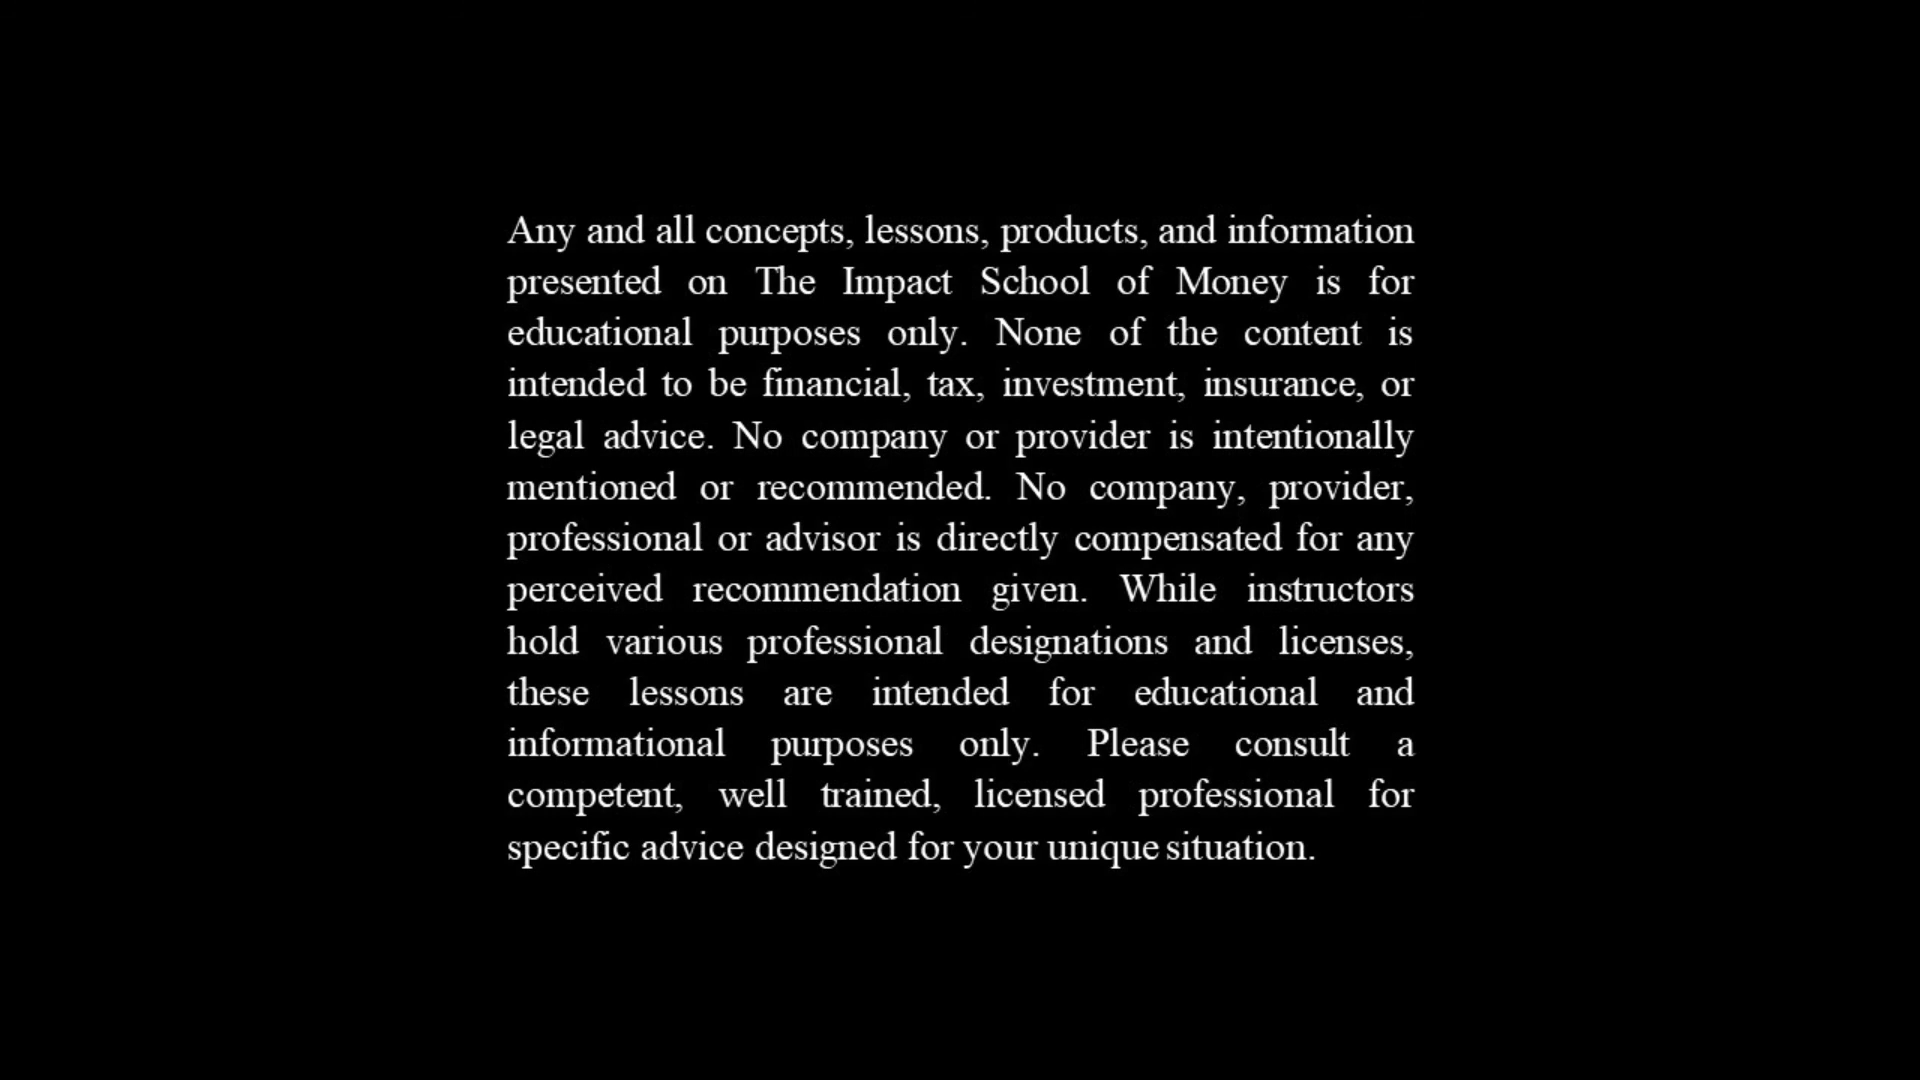 Any and all concepts, lessons, products, and information
presented on The Impact School of Money is for
educational purposes only. None of the content is
intended to be financial, tax, investment, insurance, or
legal advice. No company or provider is intentionally
mentioned or recommended. No company, provider,
professional or advisor is directly compensated for any
perceived recommendation given. While instructors
hold various professional designations and licenses,
these lessons are intended for educational and
informational purposes only. Please consult a
competent, well trained, licensed professional for
specific advice designed for your unique situation.